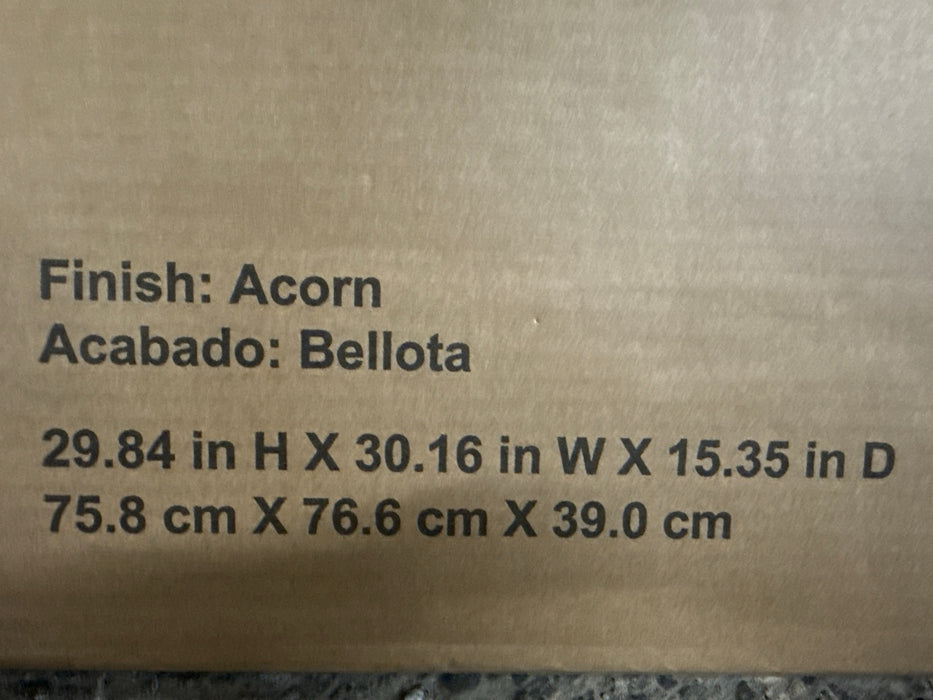 Finish: Acorn
Acabado: Bellota
29.84 in H X 30.16 in W X 15.35 in D
75.8 cm X 76.6 cm X 39.0 cm